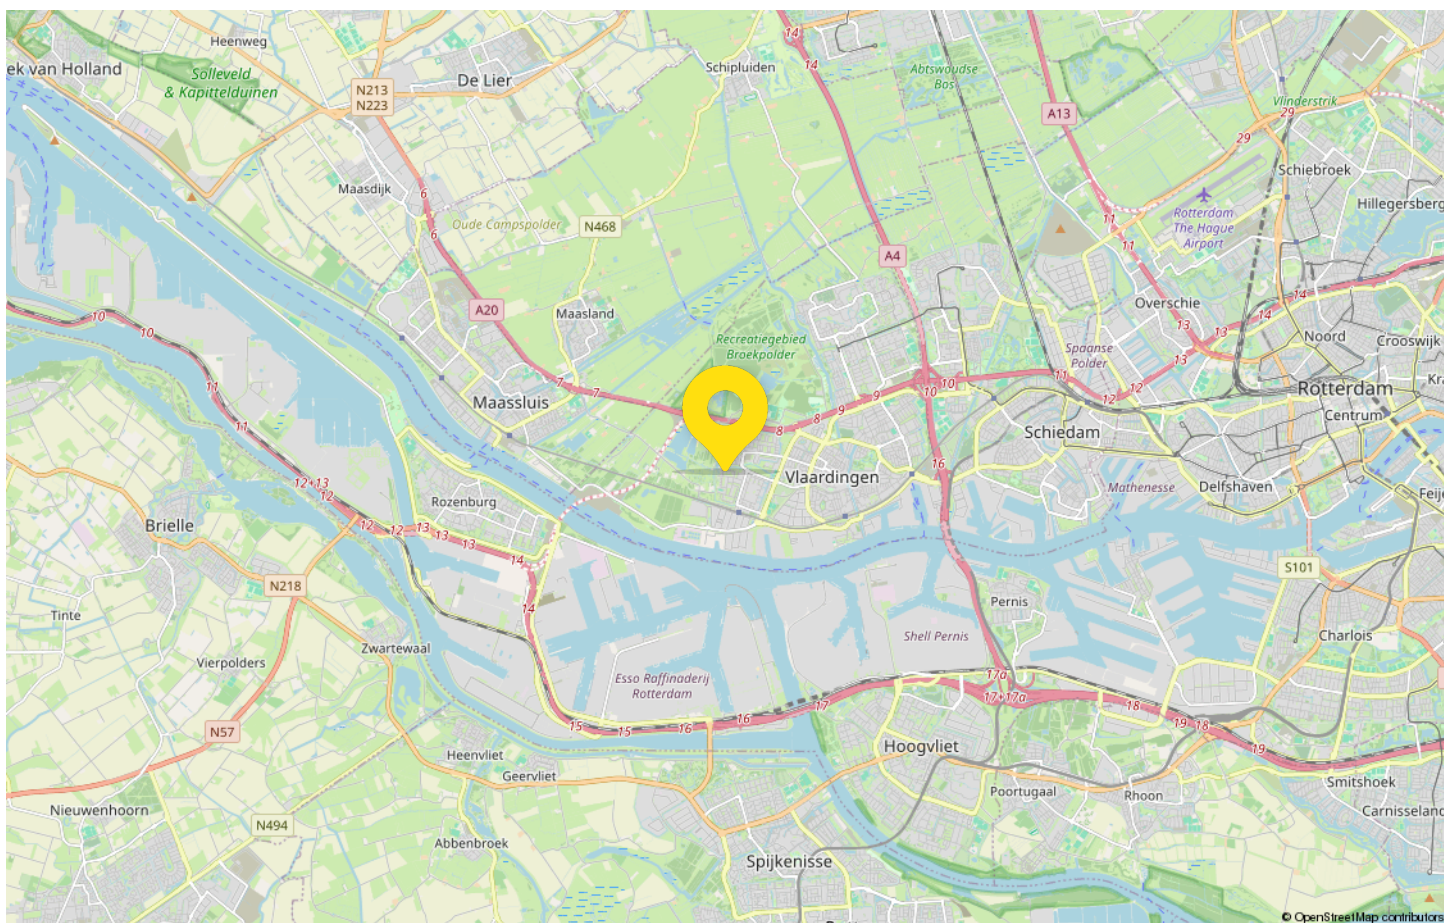 Heenweg
ek van Holland
Solleveld
& Kapittelduinen
De Lier
N213
N223
Schipluiden
14
14
Abtswoudse
Bos
A13
Vlinderstrik
29
29
Schiebroek
Hillegersberg
Maasdijk
6
6
Oude Campspolder
N468
A4
Rotterdam
The Hague
Airport
11
11
10
10
A20
Maasland
Overschie
14
14
13
13
Noord
Crooswijk
Recreatiegebied
Broekpolder
Spaanse
Polder
13
12
12
11
10
10
11
11
7
7
8
8
9
9
Maassluis
Rotterdam
Centrum
Schiedam
Vlaardingen
16
12+13
12
Rozenburg
Mathenesse
Delfshaven
Feije
Brielle
12
12
13
13
13
14
14
N218
S101
Tinte
Pernis
Zwartewaal
Vierpolders
Shell Pernis
Charlois
Esso Raffinaderij
Rotterdam
17a
17+17a
15
15
16
16
17
18
19
18
19
N57
Heenvliet
Geervliet
Hoogvliet
Nieuwenhoorn
Poortugaal
Rhoon
Smitshoek
Carnisseland
N494
Abbenbroek
Spijkenisse
© OpenStreetMap contributors